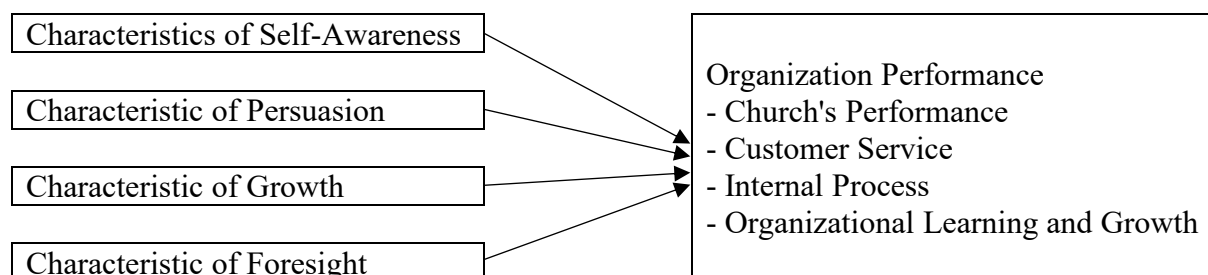 Characteristics of Self-Awareness
Characteristic of Persuasion
Characteristic of Growth
Characteristic of Foresight
Organization Performance
- Church's Performance
- Customer Service
- Internal Process
- Organizational Learning and Growth